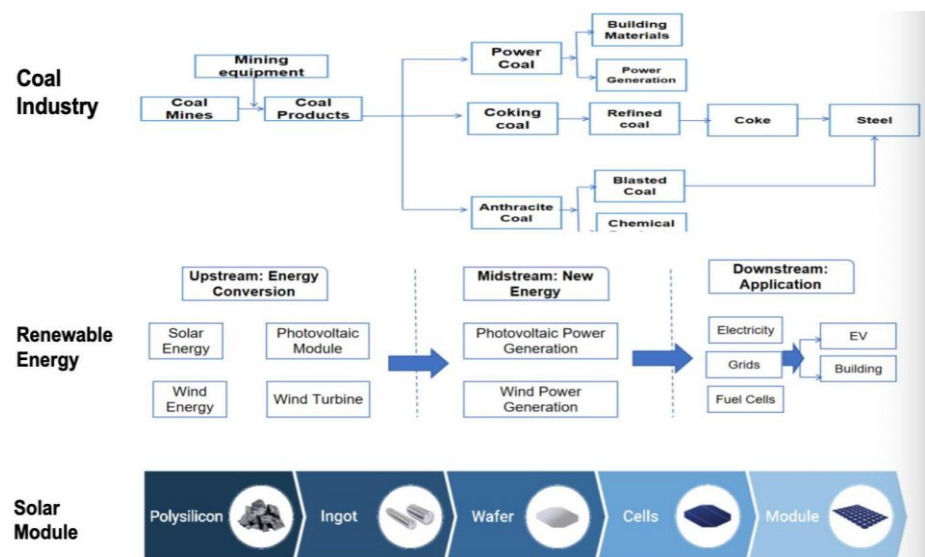 Coal
Industry
Mining
equipment
Coal
Mines
Coal
Products
Power
Coal
Building
Materials
Power
Generation
Coking
coal
Refined
coal
Coke
Steel
Anthracite
Coal
Blasted
Coal
Chemical
Renewable
Energy
Upstream: Energy
Conversion
Midstream: New
Energy
Downstream:
Application
Solar
Energy
Photovoltaic
Module
Wind
Energy
Wind Turbine
Photovoltaic Power
Generation
Wind Power
Generation
Electricity
Grids
Fuel Cells
EV
Building
Solar
Module
Polysilicon
Ingot
Wafer
Cells
Module